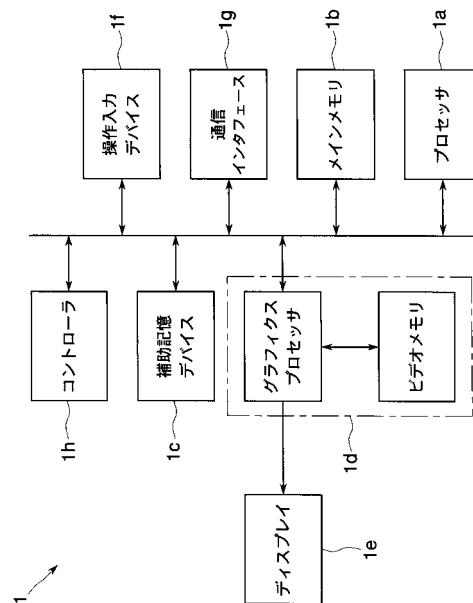 1
1h
コントローラ
1f
操作入力
デバイス
1c
補助記憶
デバイス
1g
通信
インタフェース
1d
グラフィクス
プロセッサ
ビデオメモリ
1b
メインメモリ
1a
プロセッサ
1e
ディスプレイ